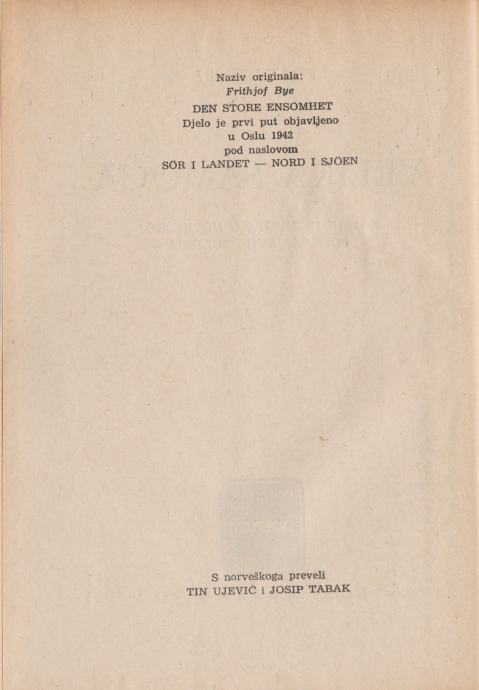 Naziv originala:
Frithjof Bye
DEN STORE ENSOMHET
Djelo je prvi put objavljeno
u Oslu 1942
pod naslovom
SÖR I LANDET — NORD I SJÖEN
S norveškoga preveli
TIN UJEVIĆ i JOSIP TABAK